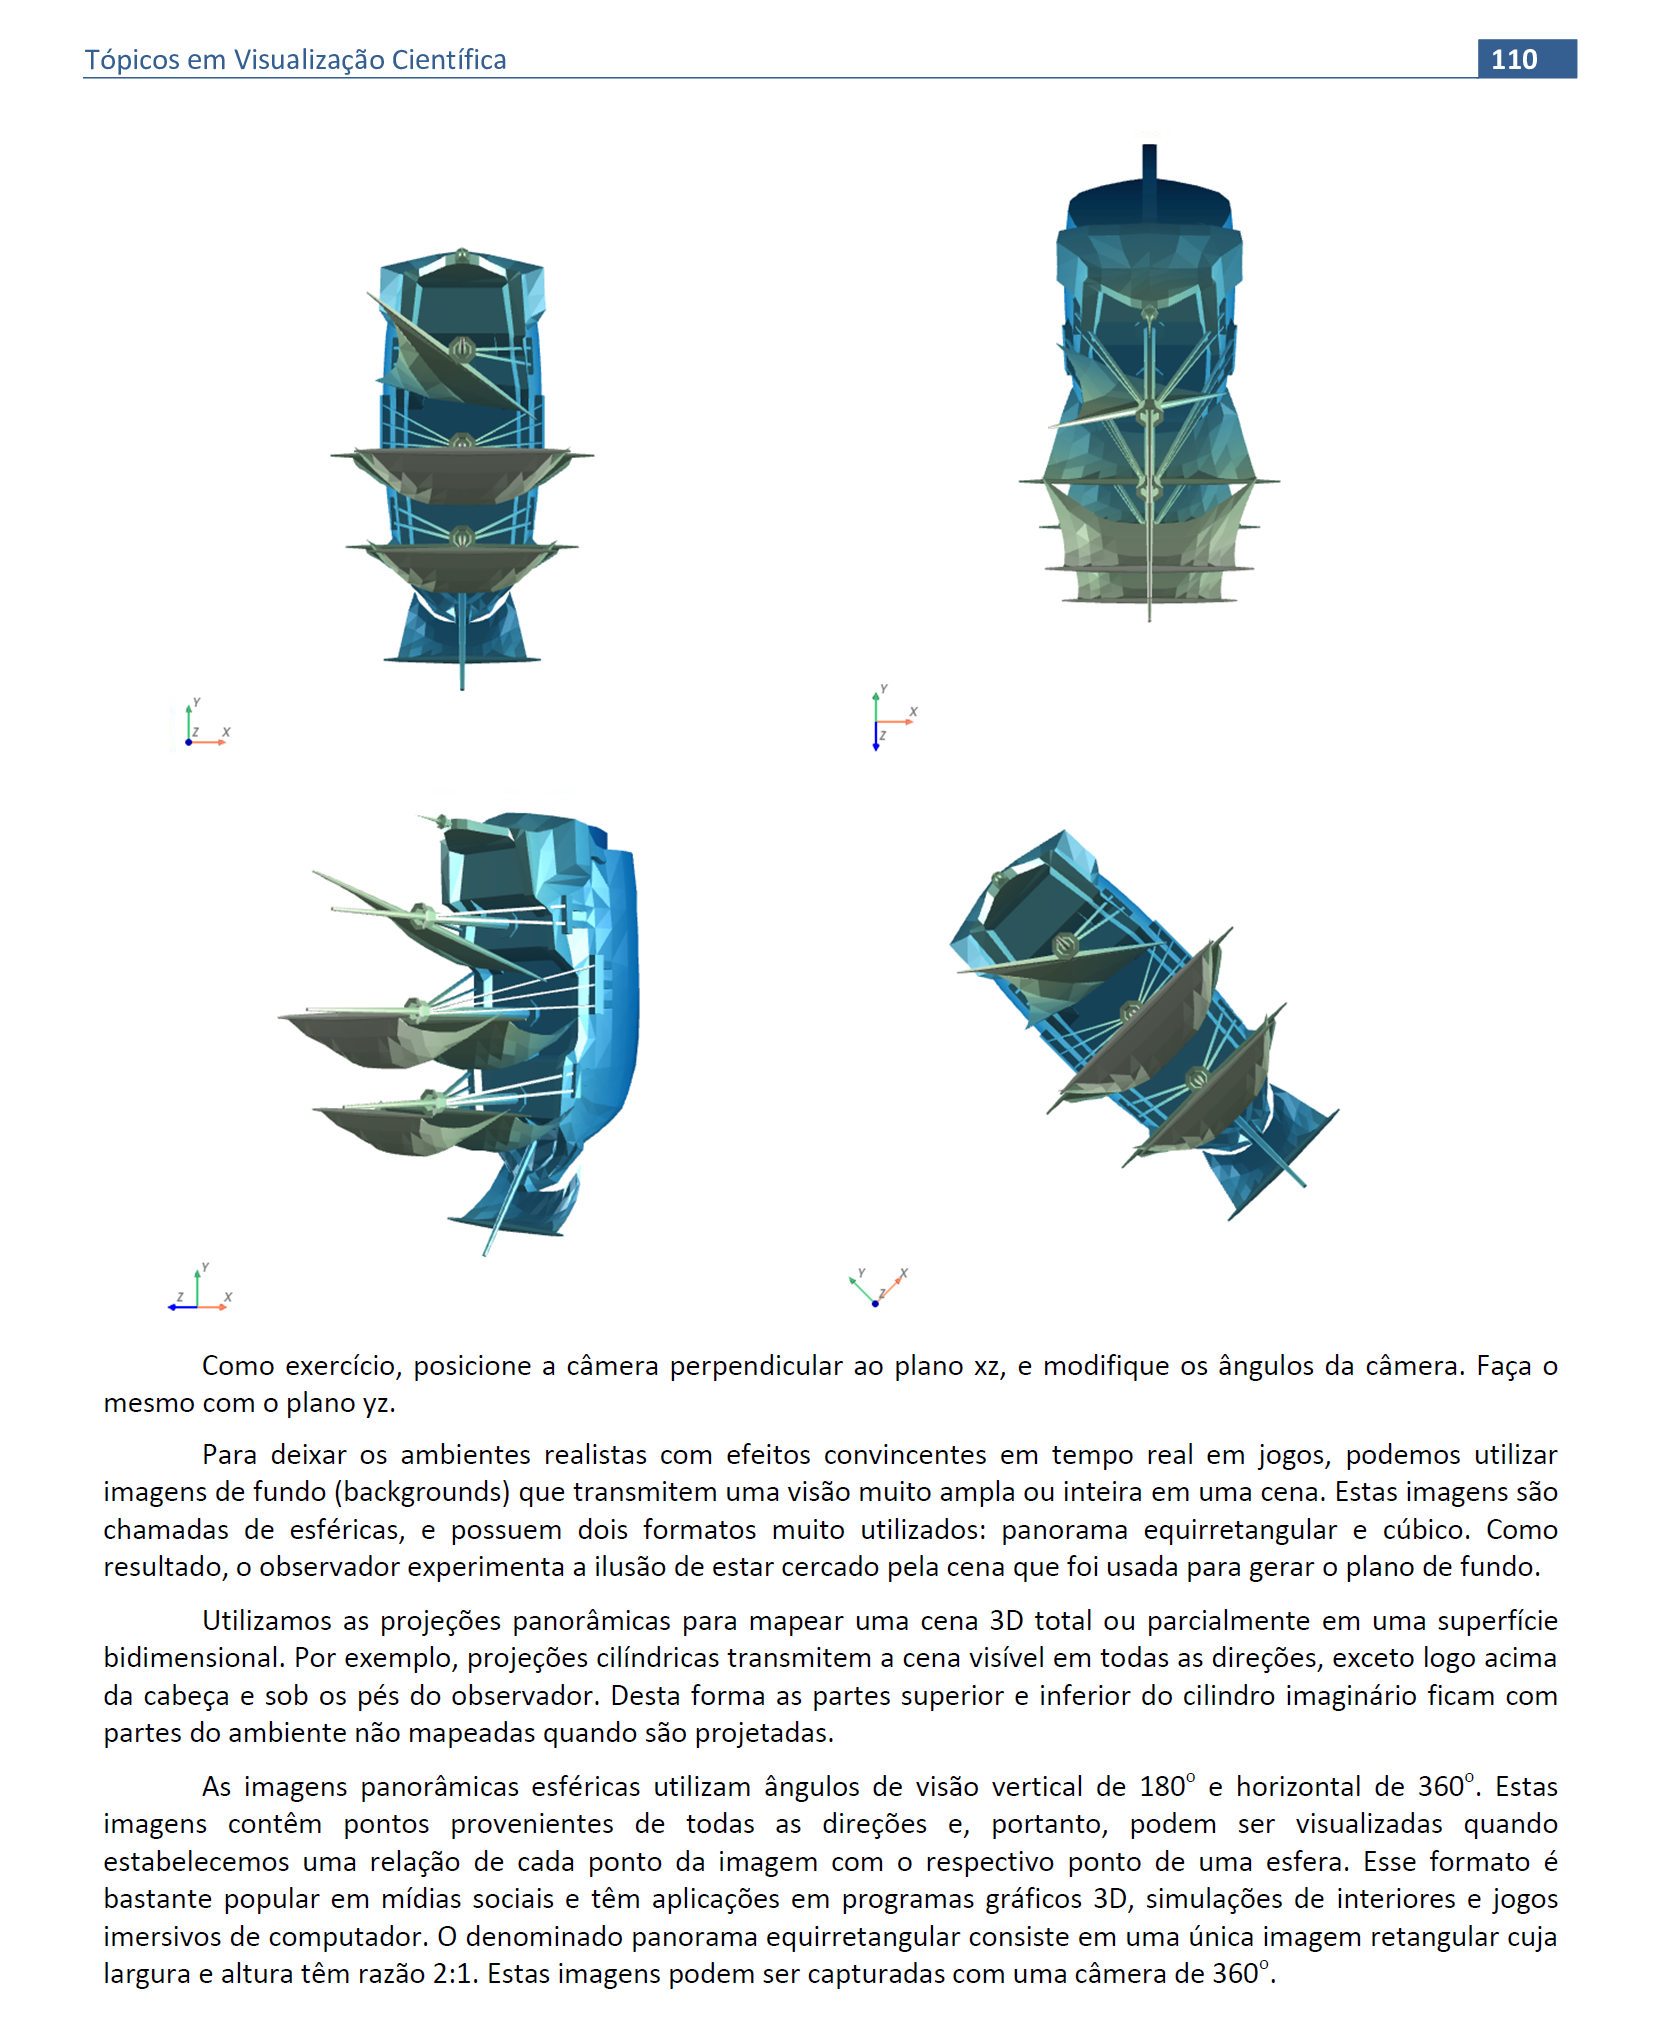 Tópicos em Visualização Científica
110
Y
Z X
Y
X
Z
Y
Z X
Y X
Z
Como exercício, posicione a câmera perpendicular ao plano xz, e modifique os ângulos da câmera. Faça o
mesmo com o plano yz.
Para deixar os ambientes realistas com efeitos convincentes em tempo real em jogos, podemos utilizar
imagens de fundo (backgrounds) que transmitem uma visão muito ampla ou inteira em uma cena. Estas imagens são
chamadas de esféricas, e possuem dois formatos muito utilizados: panorama equirretangular e cúbico. Como
resultado, o observador experimenta a ilusão de estar cercado pela cena que foi usada para gerar o plano de fundo.
Utilizamos as projeções panorâmicas para mapear uma cena 3D total ou parcialmente em uma superfície
bidimensional. Por exemplo, projeções cilíndricas transmitem a cena visível em todas as direções, exceto logo acima
da cabeça e sob os pés do observador. Desta forma as partes superior e inferior do cilindro imaginário ficam com
partes do ambiente não mapeadas quando são projetadas.
As imagens panorâmicas esféricas utilizam ângulos de visão vertical de 180º e horizontal de 360º. Estas
imagens contêm pontos provenientes de todas as direções e, portanto, podem ser visualizadas quando
estabelecemos uma relação de cada ponto da imagem com o respectivo ponto de uma esfera. Esse formato é
bastante popular em mídias sociais e têm aplicações em programas gráficos 3D, simulações de interiores e jogos
imersivos de computador. O denominado panorama equirretangular consiste em uma única imagem retangular cuja
largura e altura têm razão 2:1. Estas imagens podem ser capturadas com uma câmera de 360º.